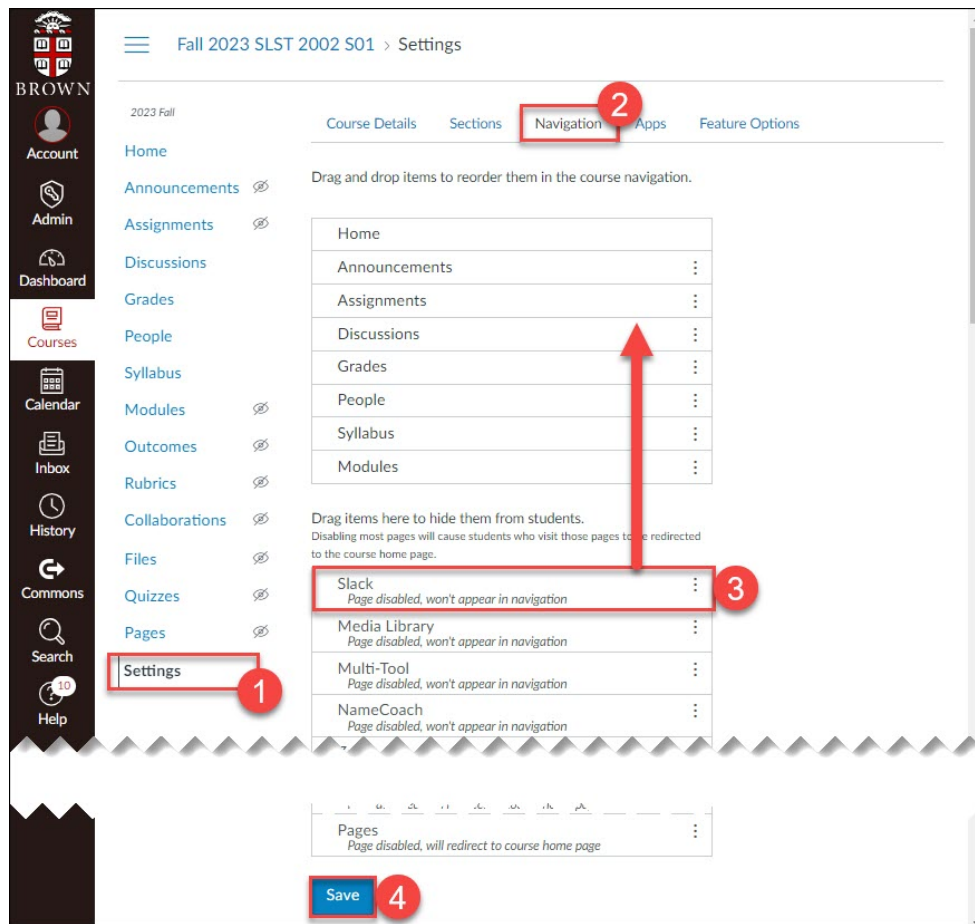 BROWN
Account
Admin
Dashboard
Courses
Calendar
Inbox
History
Commons
Search
10
Help
Fall 2023 SLST 2002 S01 > Settings
2023 Fall
Home
Announcements
Assignments
Discussions
Grades
People
Syllabus
Modules
Outcomes
Rubrics
Collaborations
Files
Quizzes
Pages
Settings
1
2
Course Details Sections Navigation Apps Feature Options
Drag and drop items to reorder them in the course navigation.
Home
Announcements
Assignments
Discussions
Grades
People
Syllabus
Modules
Drag items here to hide them from students.
Disabling most pages will cause students who visit those pages to be redirected
to the course home page.
Slack
Page disabled, won't appear in navigation
3
Media Library
Page disabled, won't appear in navigation
Multi-Tool
Page disabled, won't appear in navigation
NameCoach
Page disabled, won't appear in navigation
Pages
Page disabled, will redirect to course home page
Save
4